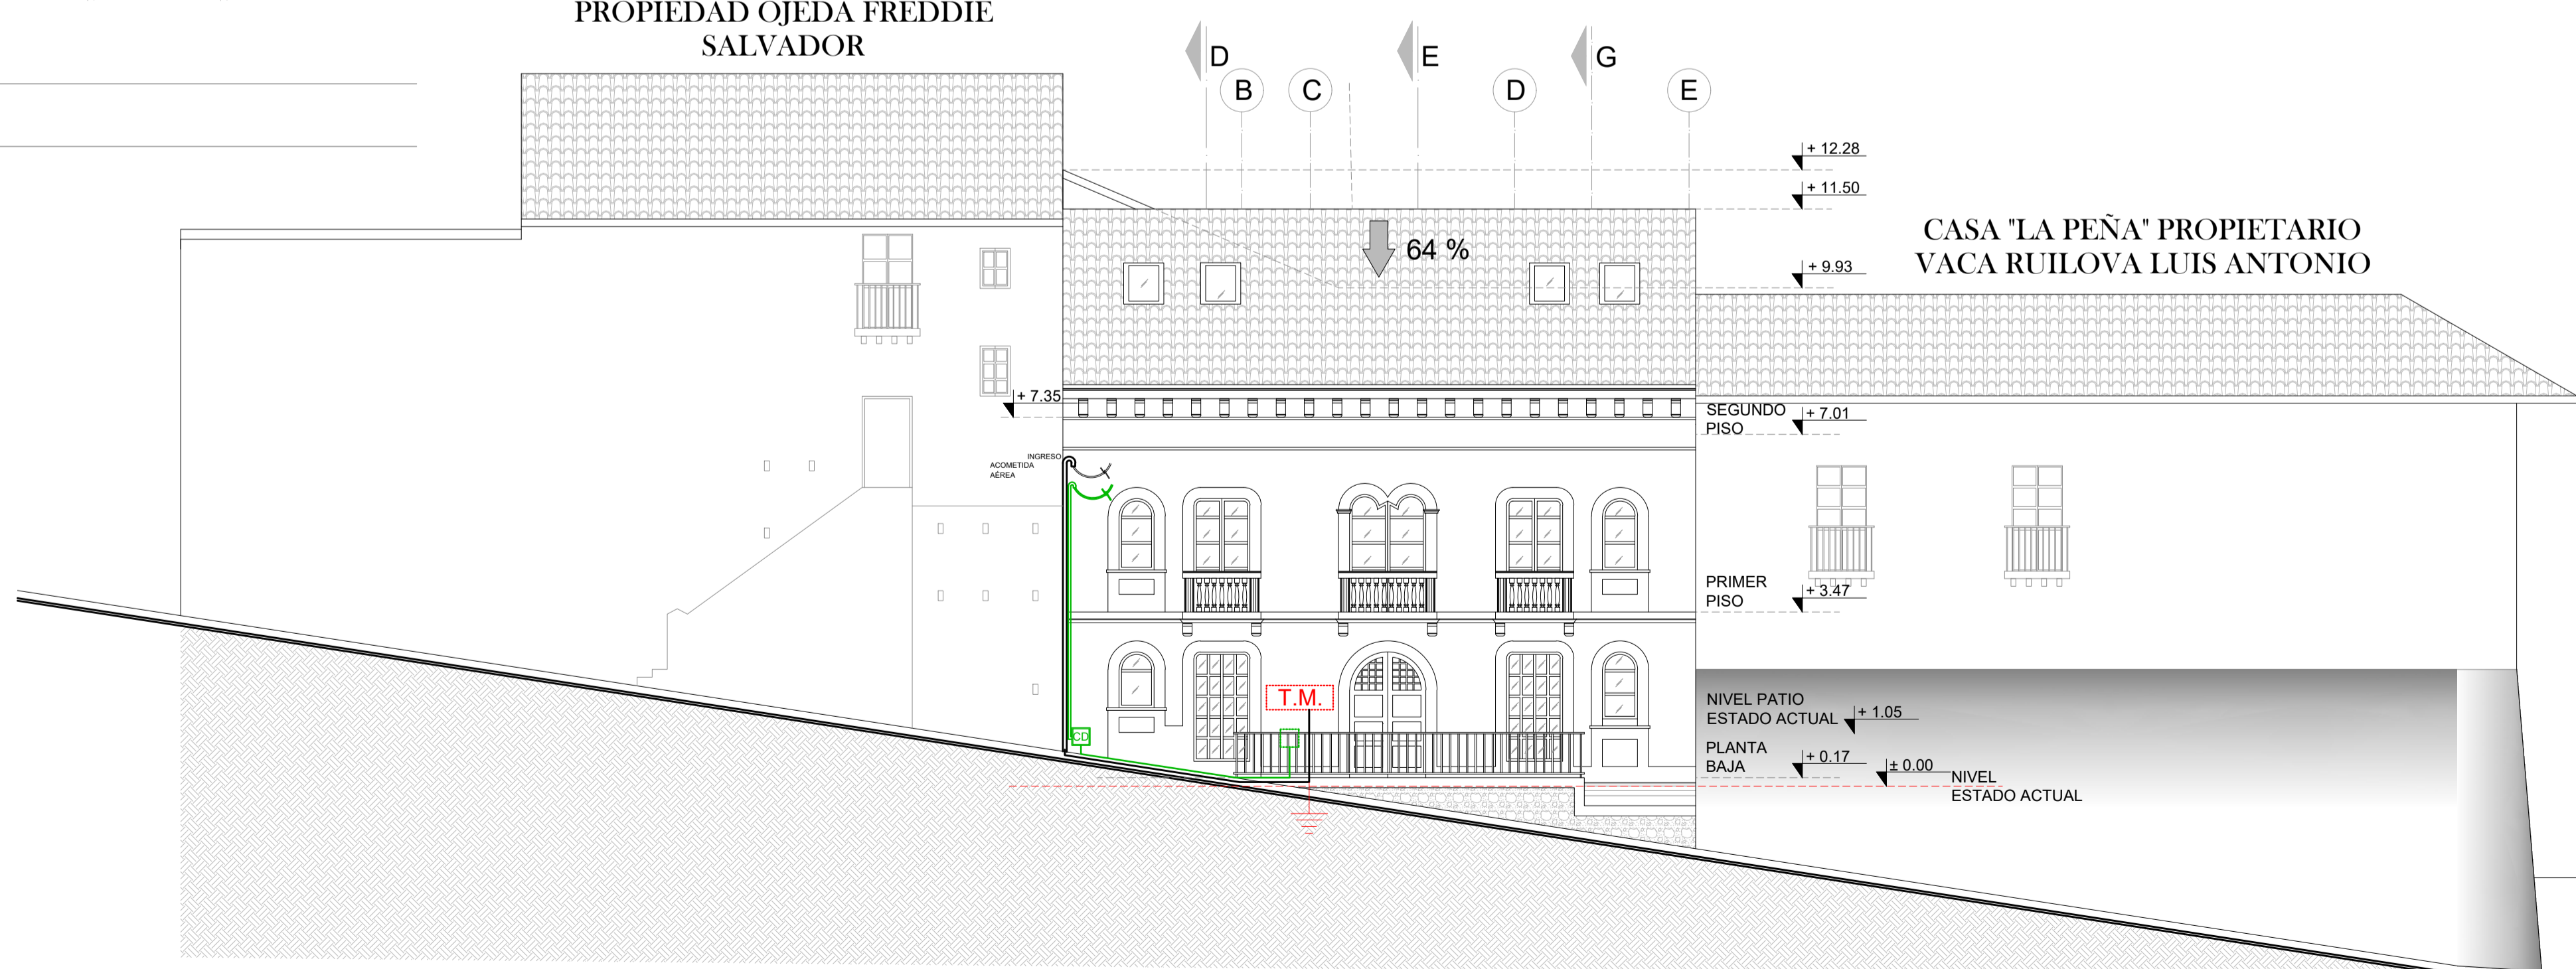 PROPIEDAD OJEDA FREDDIE
SALVADOR
D
E
G
B
C
D
E
+ 12.28
+ 11.50
64 %
+ 9.93
CASA "LA PEÑA" PROPIETARIO
VACA RUILOVA LUIS ANTONIO
+ 7.35
SEGUNDO
PISO
+ 7.01
INGRESO
ACOMETIDA
AÉREA
PRIMER
PISO
+ 3.47
T.M.
CD
NIVEL PATIO
ESTADO ACTUAL
+ 1.05
PLANTA
BAJA
+ 0.17
± 0.00
NIVEL
ESTADO ACTUAL